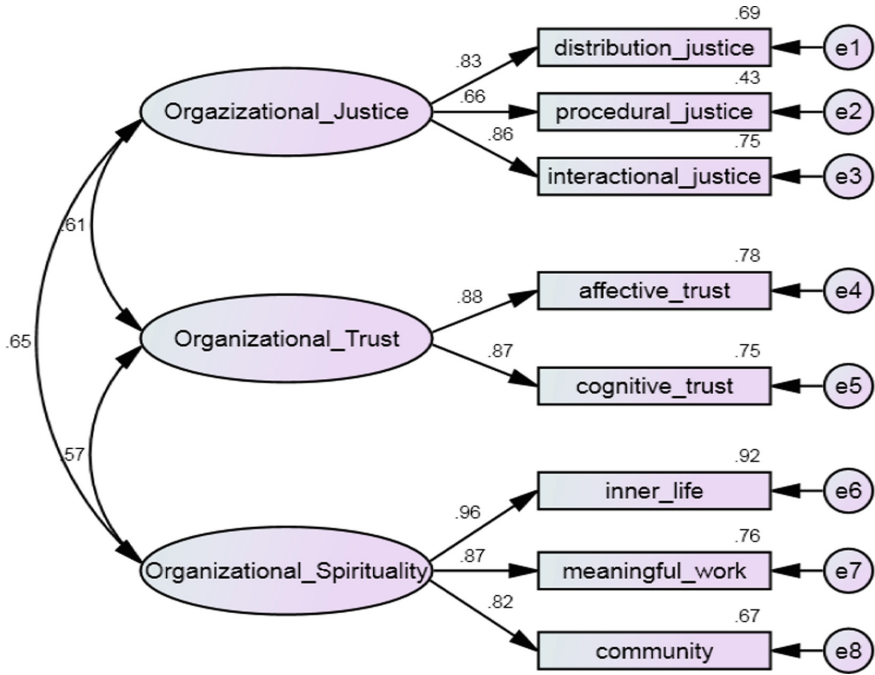 .69
.83
distribution_justice
e1
.43
Orgazizational_Justice
.66
procedural_justice
e2
.75
.86
interactional_justice
e3
.61
.78
.88
affective_trust
e4
Organizational_Trust
.65
.75
.87
cognitive_trust
e5
.57
.92
.96
inner_life
e6
.76
Organizational_Spirituality
.87
meaningful_work
e7
.67
.82
community
e8